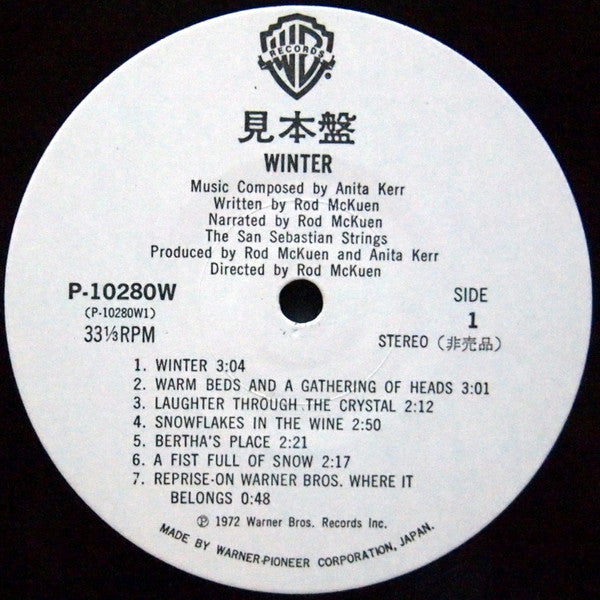 RECORDS
見本盤
WINTER
Music Composed by Anita Kerr
Written by Rod McKuen
Narrated by Rod McKuen
The San Sebastian Strings
Produced by Rod McKuen and Anita Kerr
Directed by Rod McKuen
P-10280W
(P-10280W1)
33⅓RPM
SIDE
1
STEREO (非売品)
1. WINTER 3:04
2. WARM BEDS AND A GATHERING OF HEADS 3:01
3. LAUGHTER THROUGH THE CRYSTAL 2:12
4. SNOWFLAKES IN THE WINE 2:50
5. BERTHA'S PLACE 2:21
6. A FIST FULL OF SNOW 2:17
7. REPRISE-ON WARNER BROS. WHERE IT
BELONGS 0:48
Ⓟ 1972 Warner Bros. Records Inc.
MADE BY WARNER-PIONEER CORPORATION, JAPAN.